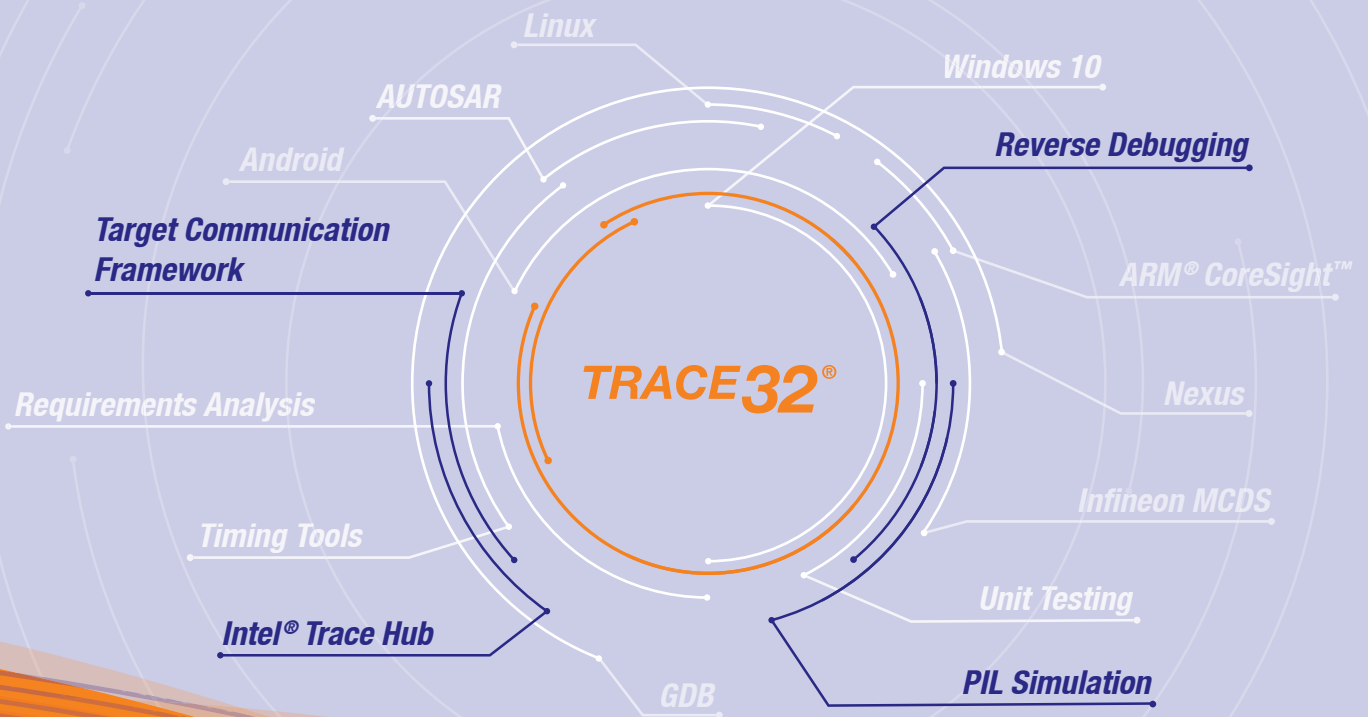 Linux
Windows 10
AUTOSAR
Reverse Debugging
Android
Target Communication
Framework
ARM® CoreSight™
TRACE32®
Requirements Analysis
Nexus
Infineon MCDS
Timing Tools
Unit Testing
Intel® Trace Hub
PIL Simulation
GDB